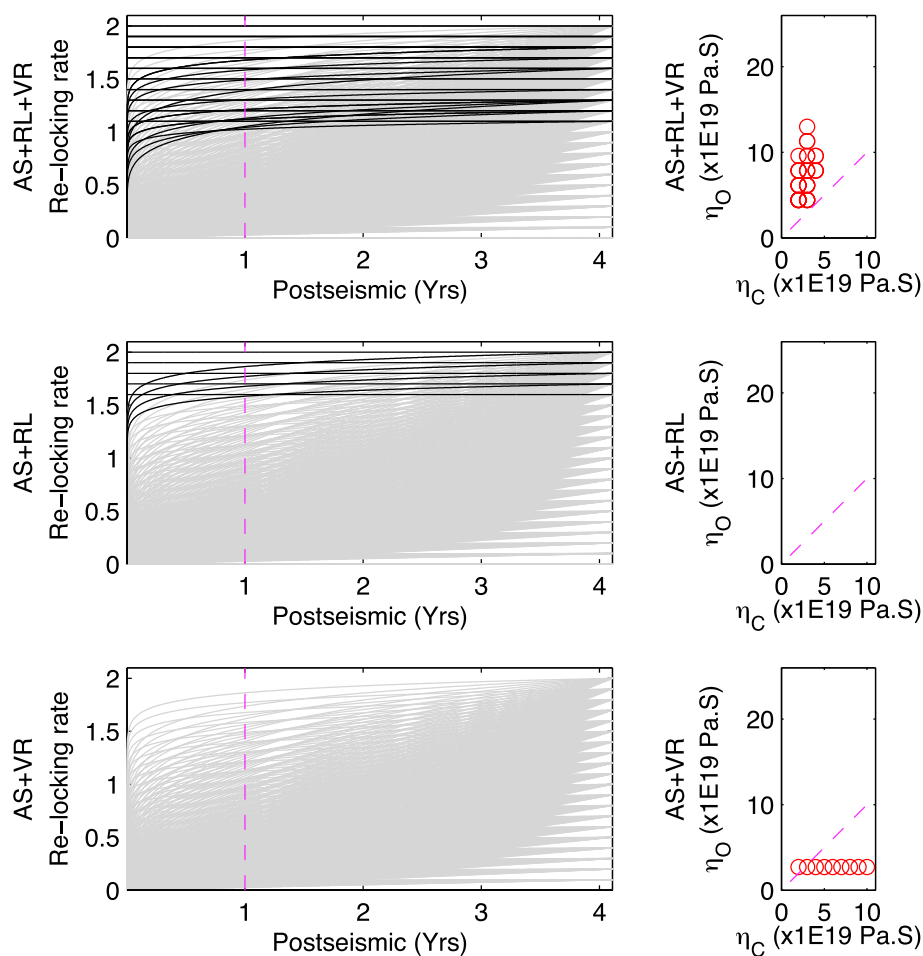 AS+RL+VR
Re-locking rate
2
1.5
1
0.5
0
1 2 3 4
Postseismic (Yrs)
AS+RL+VR
η_O (x1E19 Pa.S)
20
10
0
0 5 10
η_C (x1E19 Pa.S)
AS+RL
Re-locking rate
2
1.5
1
0.5
0
1 2 3 4
Postseismic (Yrs)
AS+RL
η_O (x1E19 Pa.S)
20
10
0
0 5 10
η_C (x1E19 Pa.S)
AS+VR
Re-locking rate
2
1.5
1
0.5
0
1 2 3 4
Postseismic (Yrs)
AS+VR
η_O (x1E19 Pa.S)
20
10
0
0 5 10
η_C (x1E19 Pa.S)